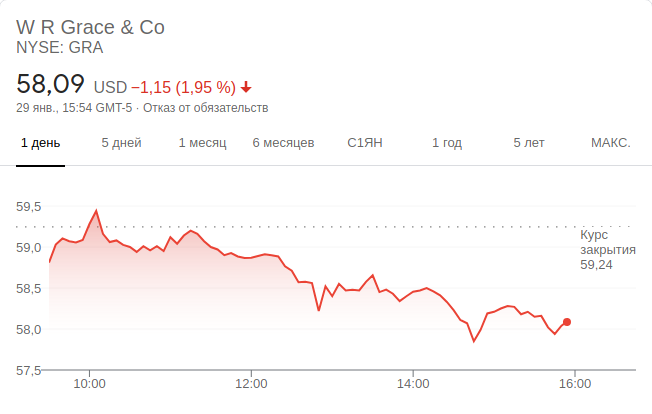 W R Grace & Co
NYSE: GRA
58,09 USD −1,15 (1,95 %) ↓
29 янв., 15:54 GMT-5 · Отказ от обязательств
1 день 5 дней 1 месяц 6 месяцев С1ЯН 1 год 5 лет МАКС.
59,5
Курс
59,0 закрытия
59,24
58,5
58,0
57,5
10:00 12:00 14:00 16:00